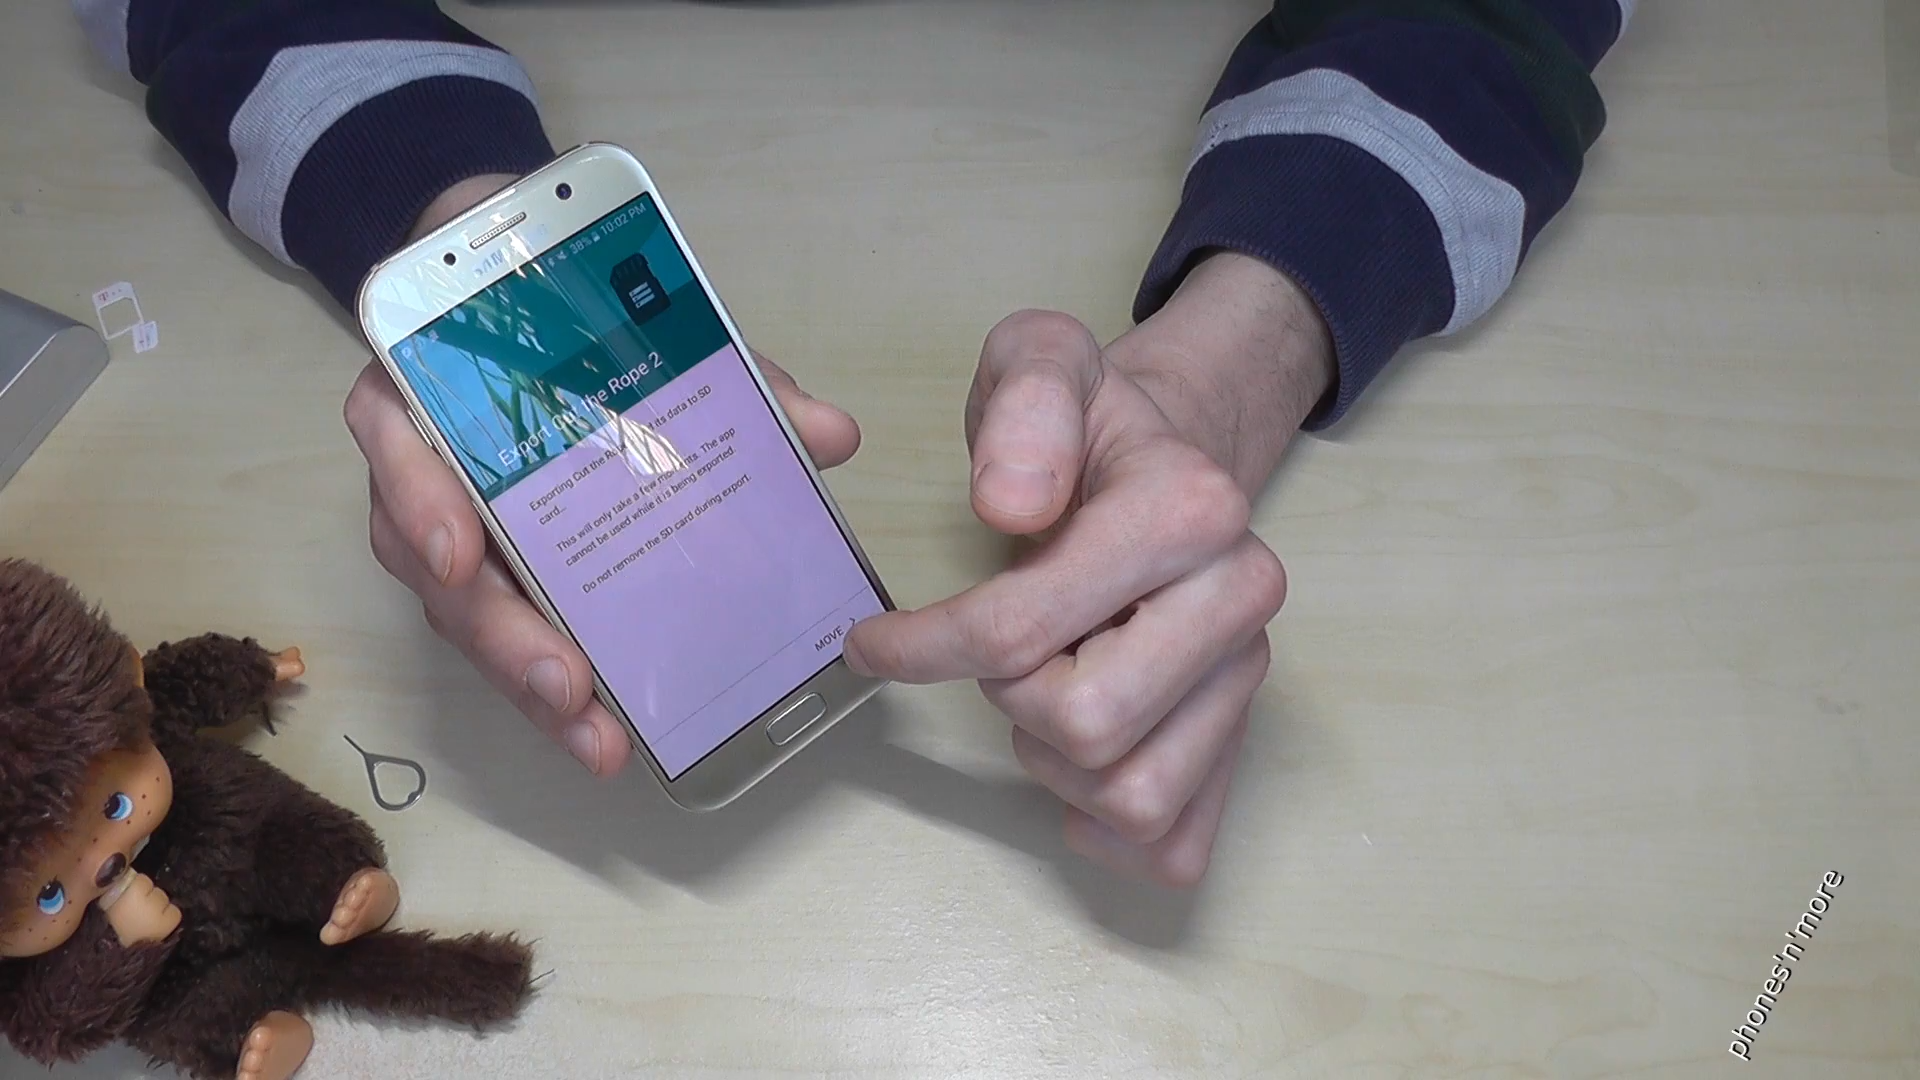 38% 10:02 PM
Export Cut the Rope 2
Exporting Cut the Rope 2 and its data to SD
card...
This will only take a few moments. The app
cannot be used while it is being exported.
Do not remove the SD card during export.
MOVE
phones'n'more